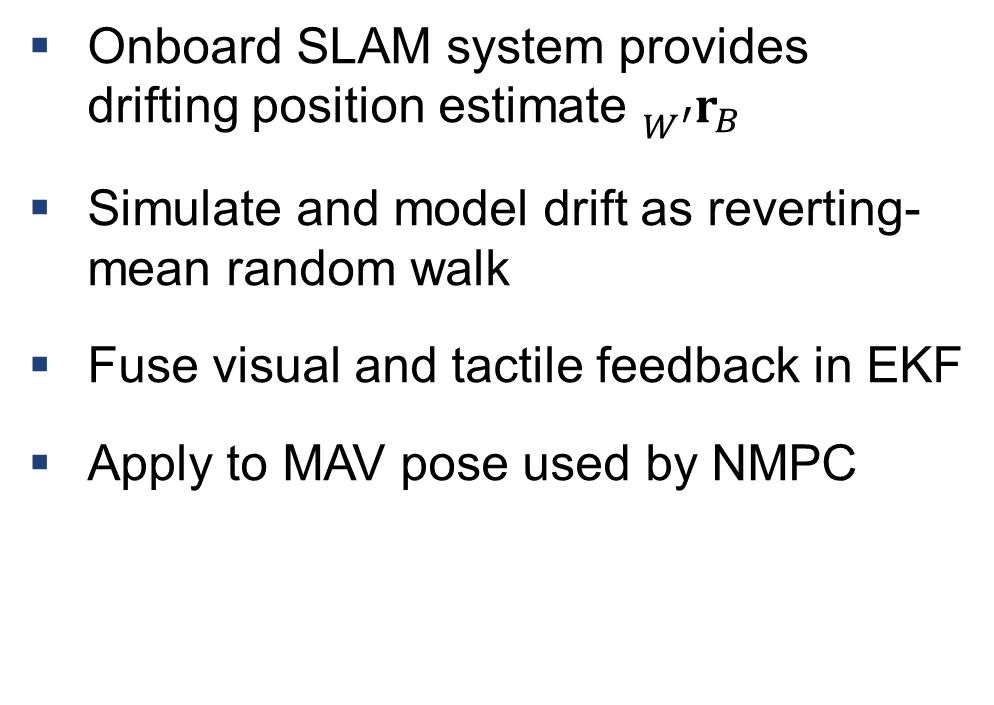 ▪ Onboard SLAM system provides
drifting position estimate $_{W'}\mathbf{r}_B$
▪ Simulate and model drift as reverting-
mean random walk
▪ Fuse visual and tactile feedback in EKF
▪ Apply to MAV pose used by NMPC